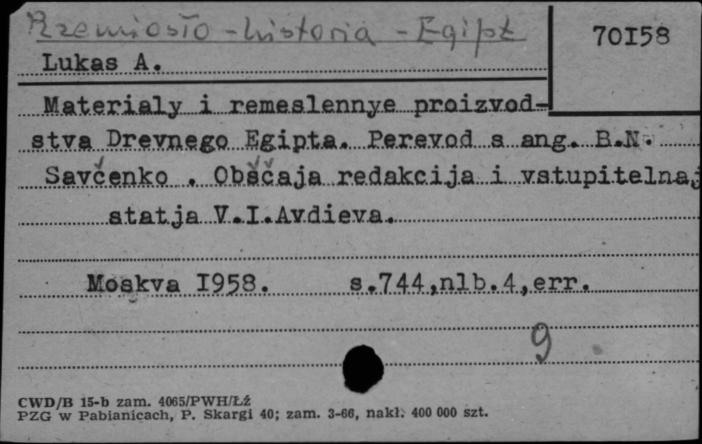 Rzemiosło - historia - Egipt
70I58
Lukas A.
Materialy i remeslennye proizvod-
stva Drevnego Egipta. Perevod s ang. B.N.
Savčenko . Obščaja redakcija i vstupitelnaj
statja V.I.Avdieva.
Moskva I958. s.744,nlb.4,err.
9
CWD/B 15-b zam. 4065/PWH/Łź
PZG w Pabianicach, P. Skargi 40; zam. 3-66, nakł. 400 000 szt.